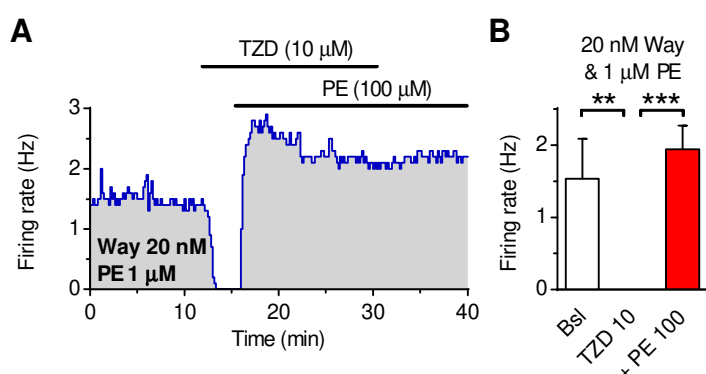 A
TZD (10 µM)
PE (100 µM)
3
2
1
0
Firing rate (Hz)
Way 20 nM
PE 1 µM
0
10
20
30
40
Time (min)
B
20 nM Way
& 1 µM PE
**
***
2
1
0
Firing rate (Hz)
Bsl
TZD 10
+ PE 100